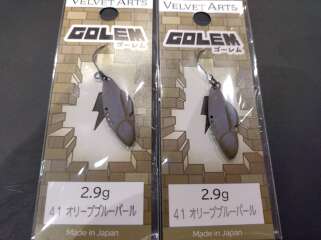 VELVET ARTS
GOLEM
ゴーレム
2.9g
41 オリーブブルーパール
Made in Japan
VELVET ARTS
GOLEM
ゴーレム
2.9g
41 オリーブブルーパール
Made in Japan